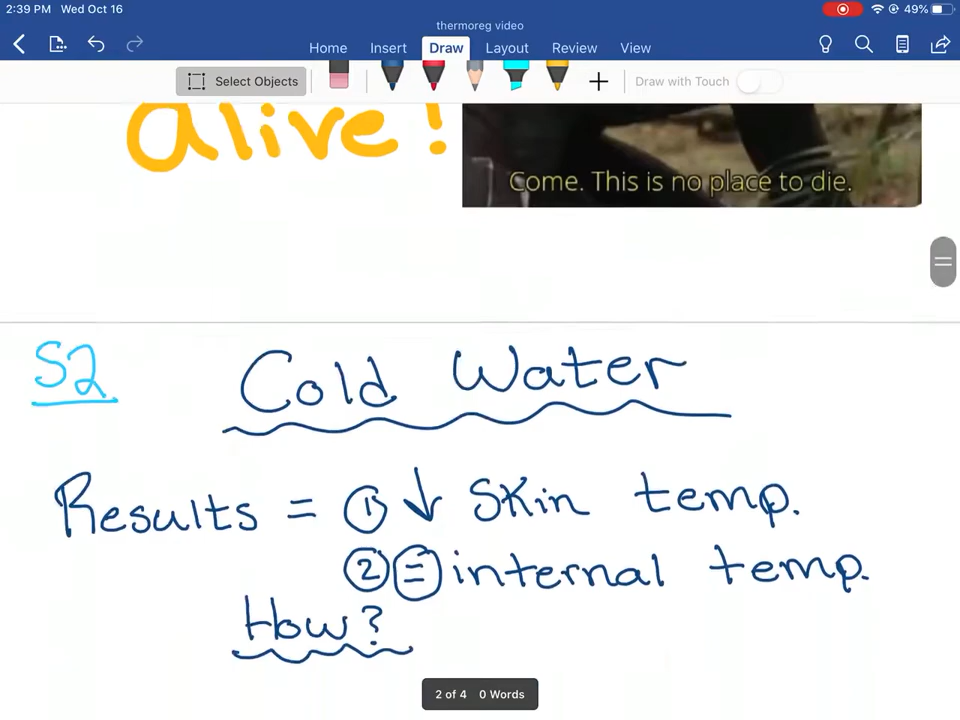 2:39 PM Wed Oct 16 49%
thermoreg video
Home Insert Draw Layout Review View
Select Objects Draw with Touch
alive!
Come. This is no place to die.
S2 Cold Water
Results = ① ↓ Skin temp.
② = internal temp.
How?
2 of 4 0 Words